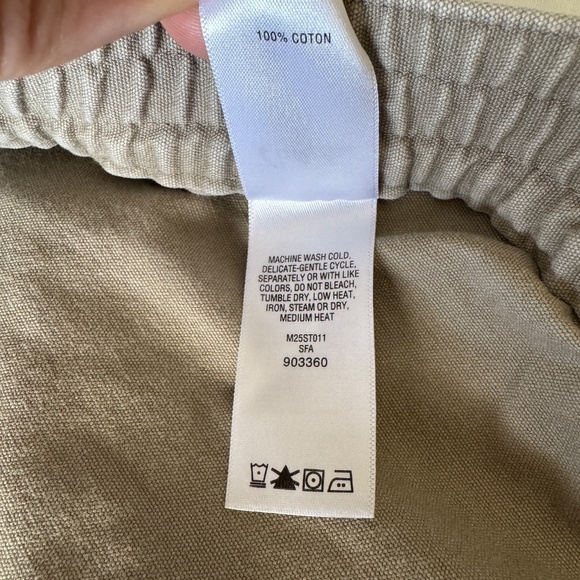 100% COTON
MACHINE WASH COLD,
DELICATE-GENTLE CYCLE,
SEPARATELY OR WITH LIKE
COLORS, DO NOT BLEACH,
TUMBLE DRY, LOW HEAT,
IRON, STEAM OR DRY,
MEDIUM HEAT
M25ST011
SFA
903360